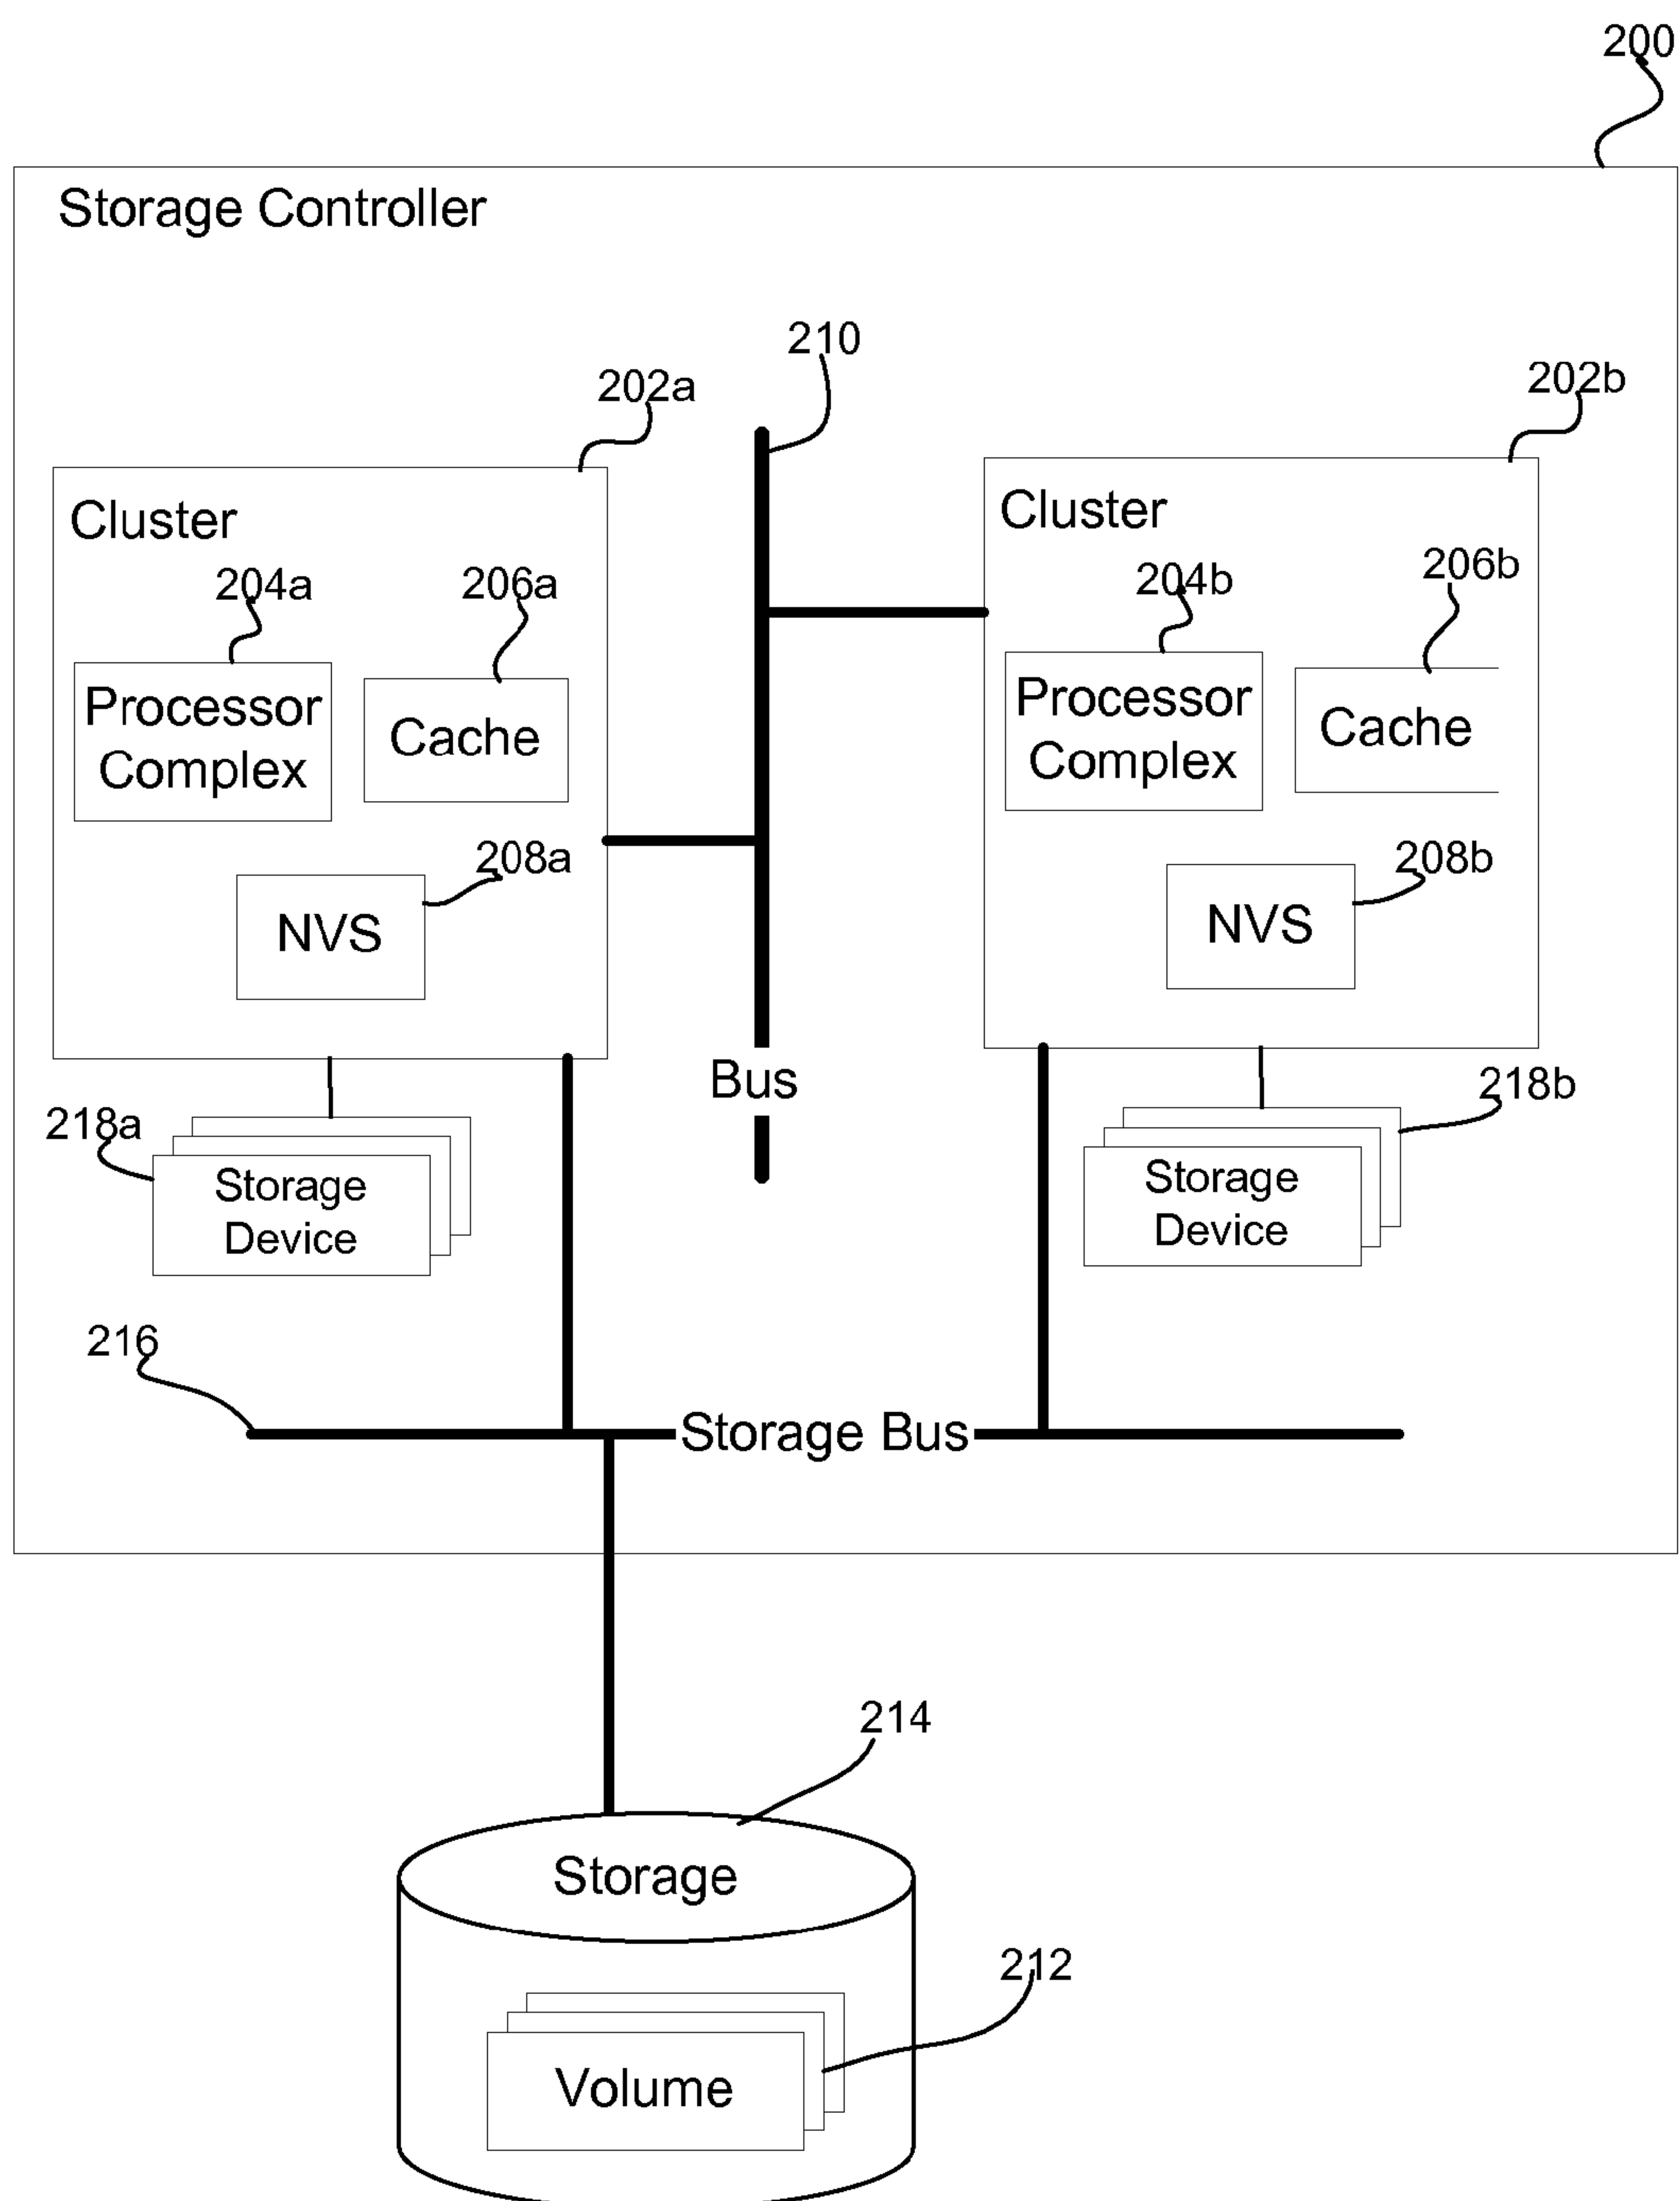 200
Storage Controller
210
202a
202b
Cluster
Cluster
204a
206a
204b
206b
Processor
Complex
Cache
Processor
Complex
Cache
208a
208b
NVS
NVS
Bus
218a
218b
Storage
Device
Storage
Device
216
Storage Bus
214
Storage
212
Volume